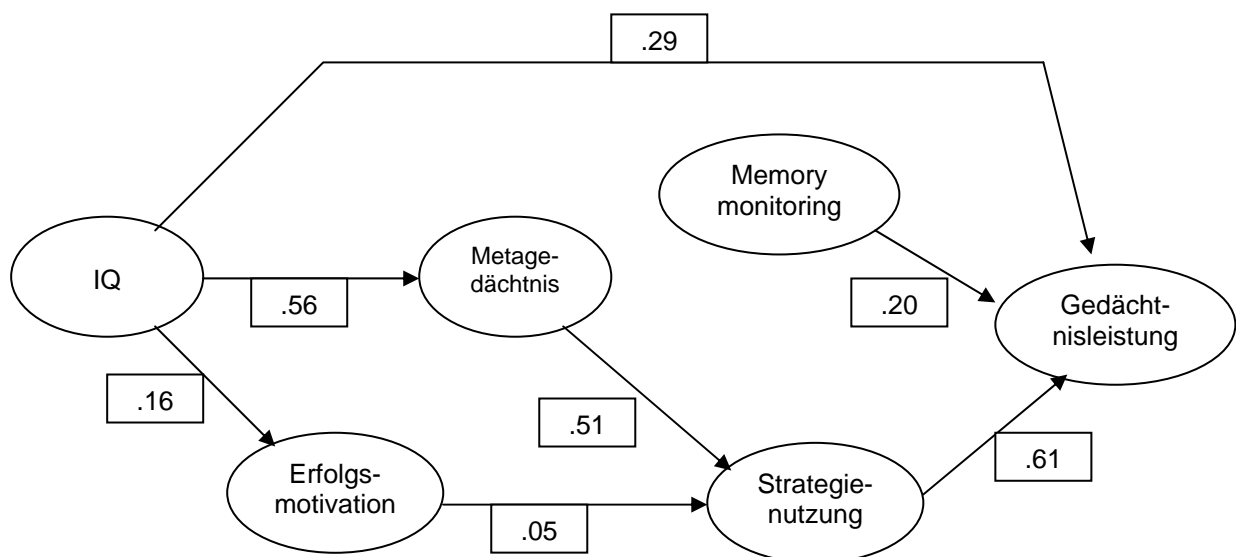 .29
Memory
monitoring
IQ
Metage-
dächtnis
.56
.20
Gedächt-
nisleistung
.16
.51
Erfolgs-
motivation
.05
Strategie-
nutzung
.61